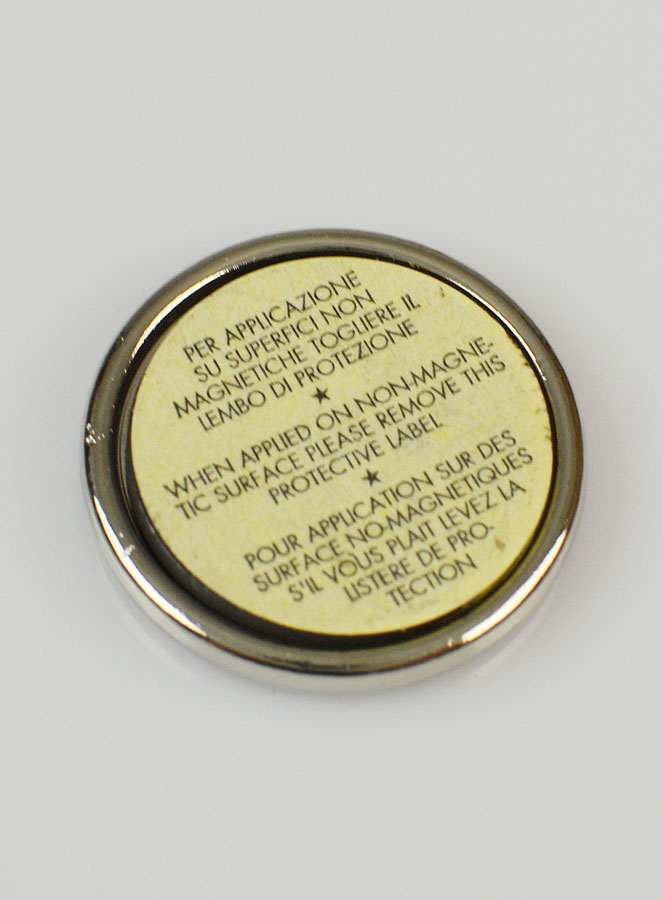 PER APPLICAZIONE
SU SUPERFICI NON
MAGNETICHE TOGLIERE IL
LEMBO DI PROTEZIONE
★
WHEN APPLIED ON NON-MAGNE-
TIC SURFACE PLEASE REMOVE THIS
PROTECTIVE LABEL
★
POUR APPLICATION SUR DES
SURFACE NO-MAGNETIQUES
S'IL VOUS PLAIT LEVEZ LA
LISTERE DE PRO-
TECTION